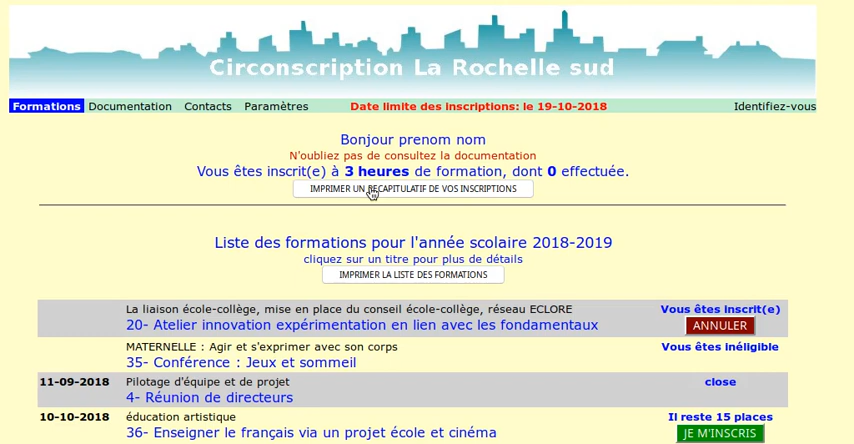 Circonscription La Rochelle sud
Formations Documentation Contacts Paramètres Date limite des inscriptions: le 19-10-2018 Identifiez-vous
Bonjour prenom nom
N'oubliez pas de consultez la documentation
Vous êtes inscrit(e) à 3 heures de formation, dont 0 effectuée.
IMPRIMER UN RECAPITULATIF DE VOS INSCRIPTIONS
Liste des formations pour l'année scolaire 2018-2019
cliquez sur un titre pour plus de détails
IMPRIMER LA LISTE DES FORMATIONS
La liaison école-collège, mise en place du conseil école-collège, réseau ECLORE Vous êtes inscrit(e)
20- Atelier innovation expérimentation en lien avec les fondamentaux ANNULER
MATERNELLE : Agir et s'exprimer avec son corps Vous êtes inéligible
35- Conférence : Jeux et sommeil
11-09-2018 Pilotage d'équipe et de projet close
4- Réunion de directeurs
10-10-2018 éducation artistique Il reste 15 places
36- Enseigner le français via un projet école et cinéma JE M'INSCRIS